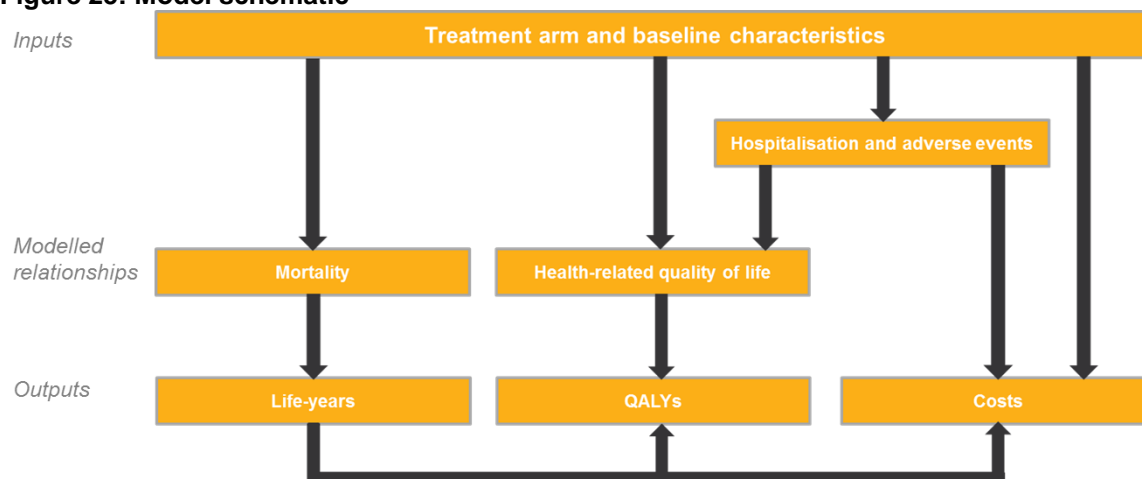 Figure Model schematic
Inputs
Treatment arm and baseline characteristics
Hospitalisation and adverse events
Modelled
relationships
Mortality
Health-related quality of life
Outputs
Life-years
QALYs
Costs